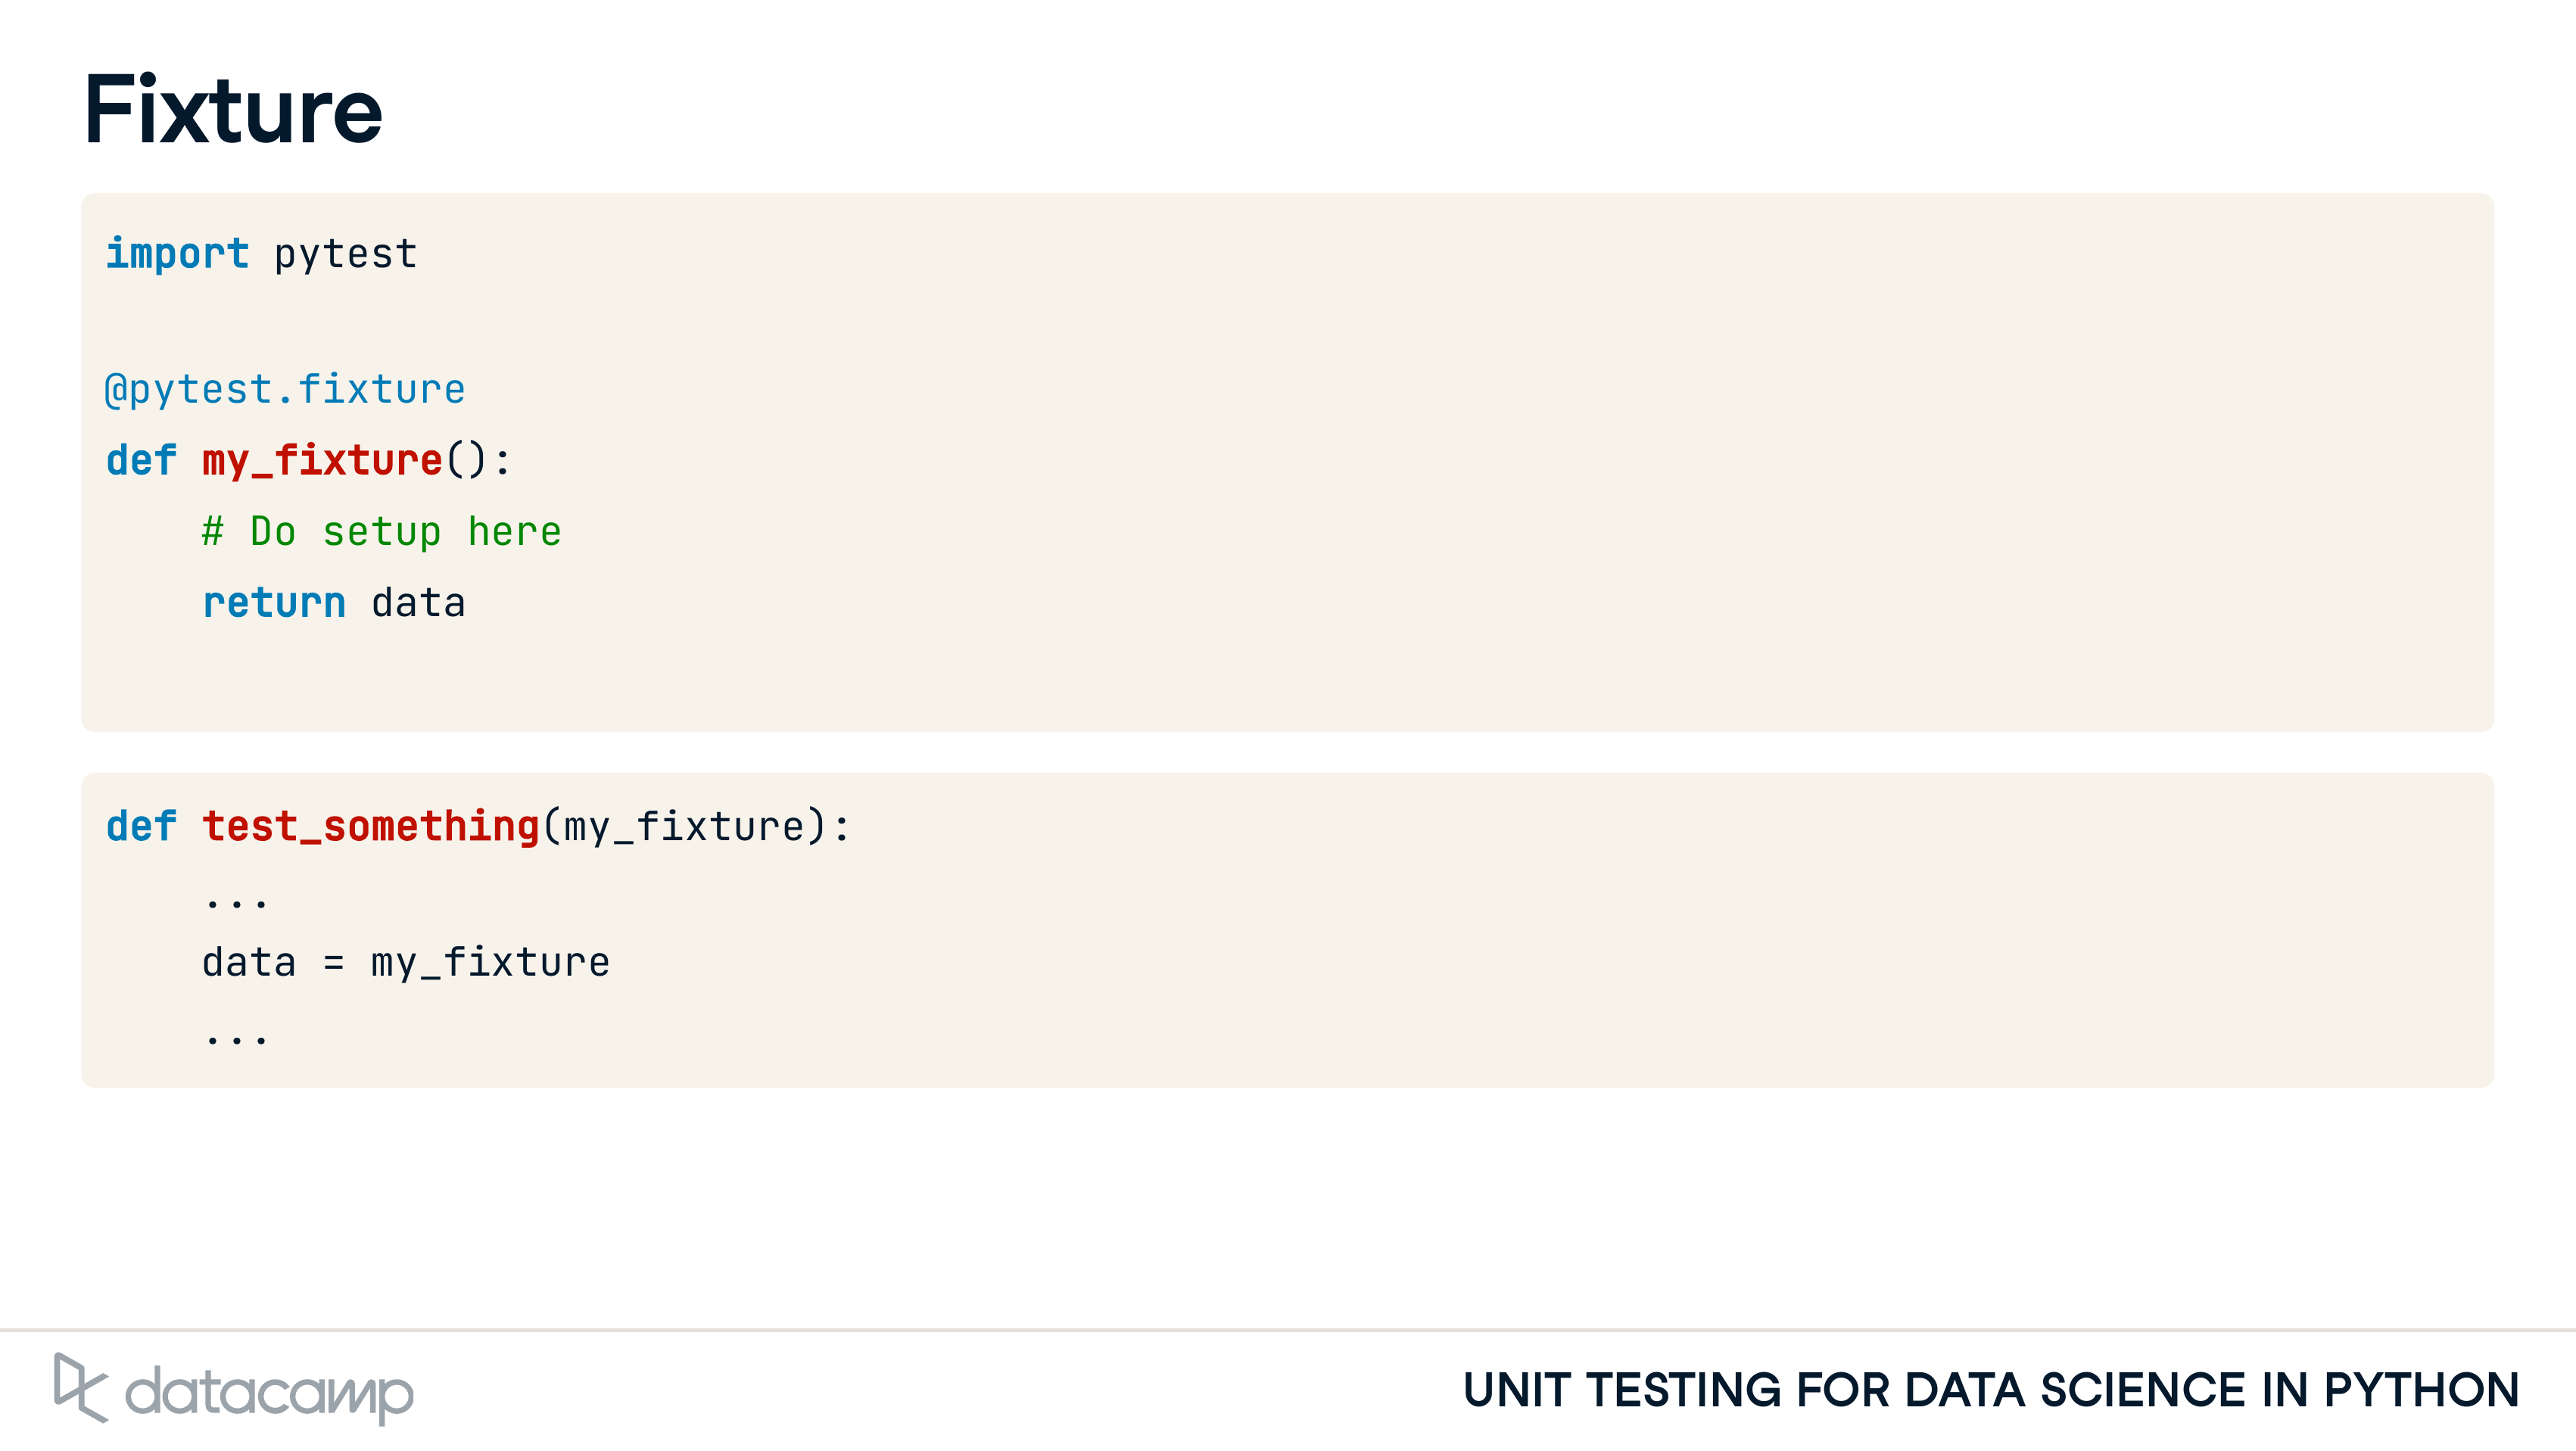 Fixture
import pytest
@pytest.fixture
def my_fixture():
    # Do setup here
    return data
def test_something(my_fixture):
    ...
    data = my_fixture
    ...
datacamp
UNIT TESTING FOR DATA SCIENCE IN PYTHON